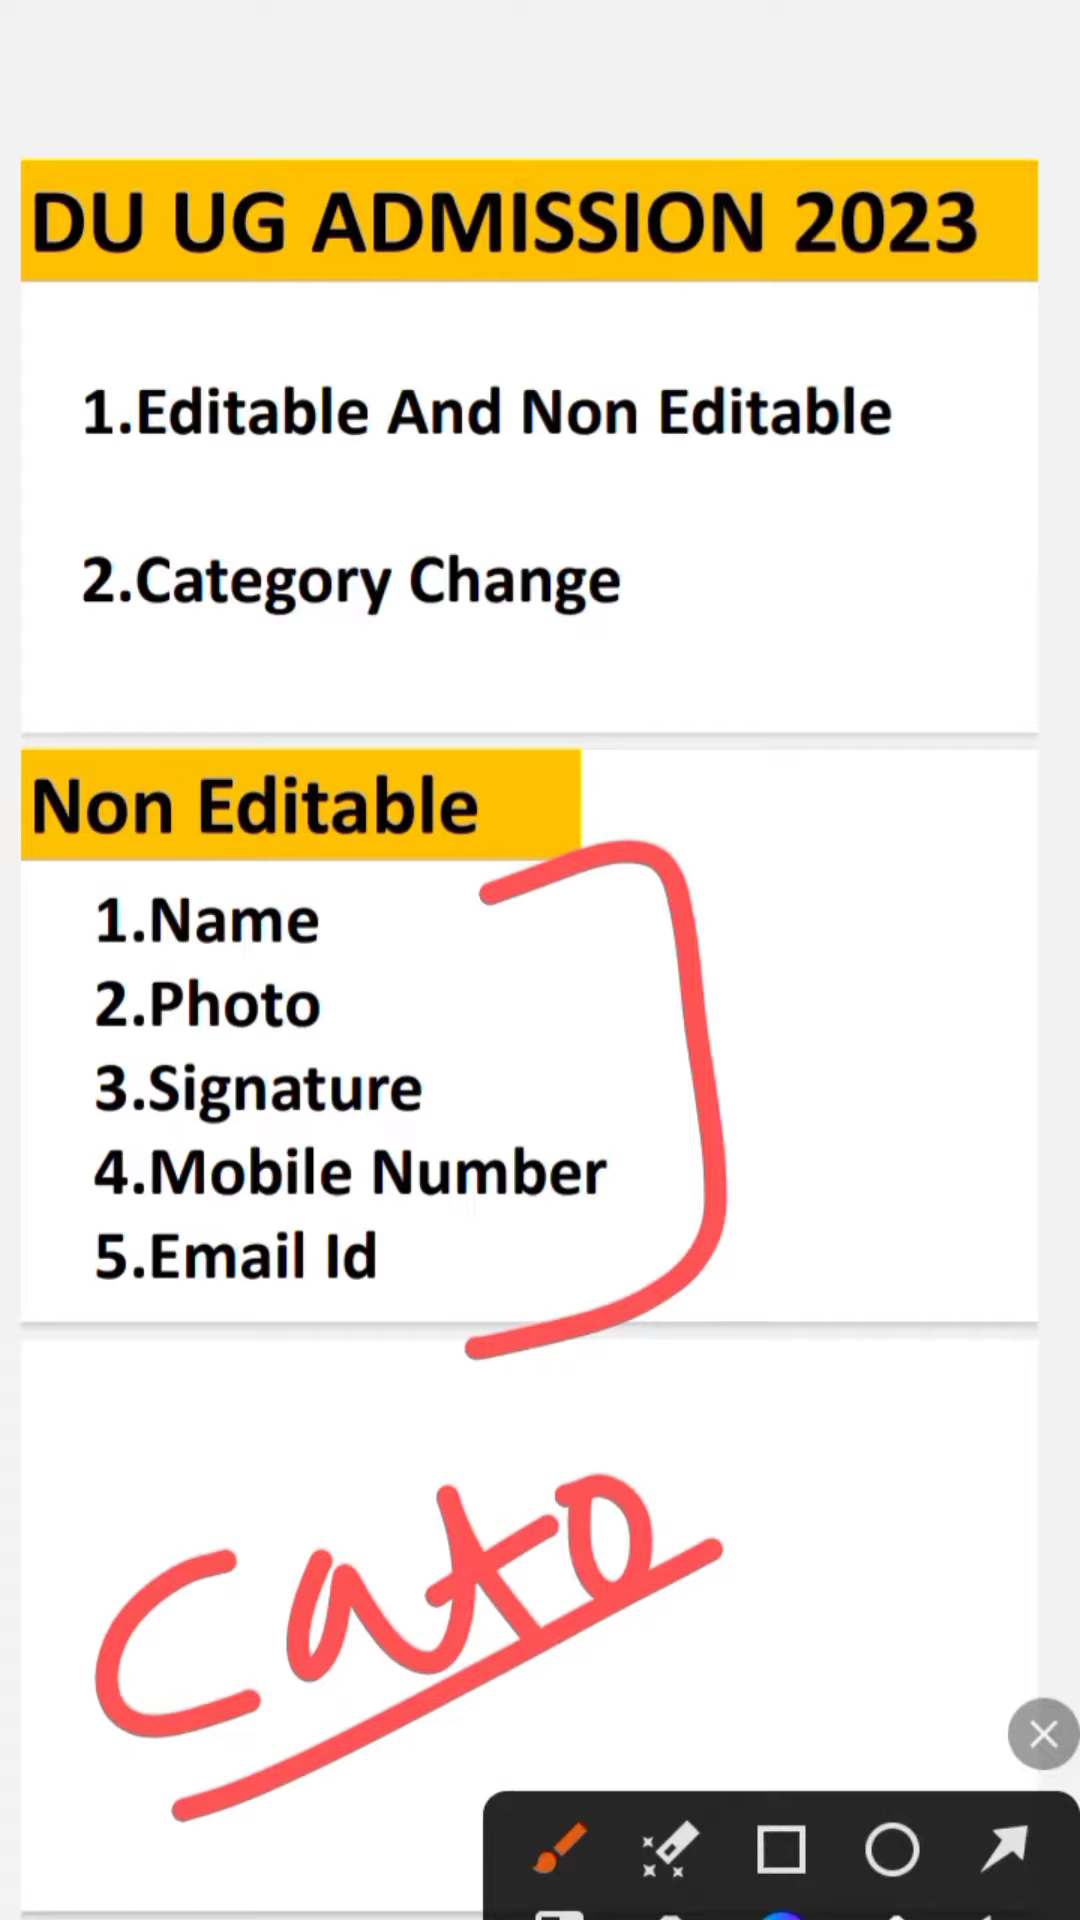 DU UG ADMISSION 2023
1.Editable And Non Editable
2.Category Change
Non Editable
1.Name
2.Photo
3.Signature
4.Mobile Number
5.Email Id